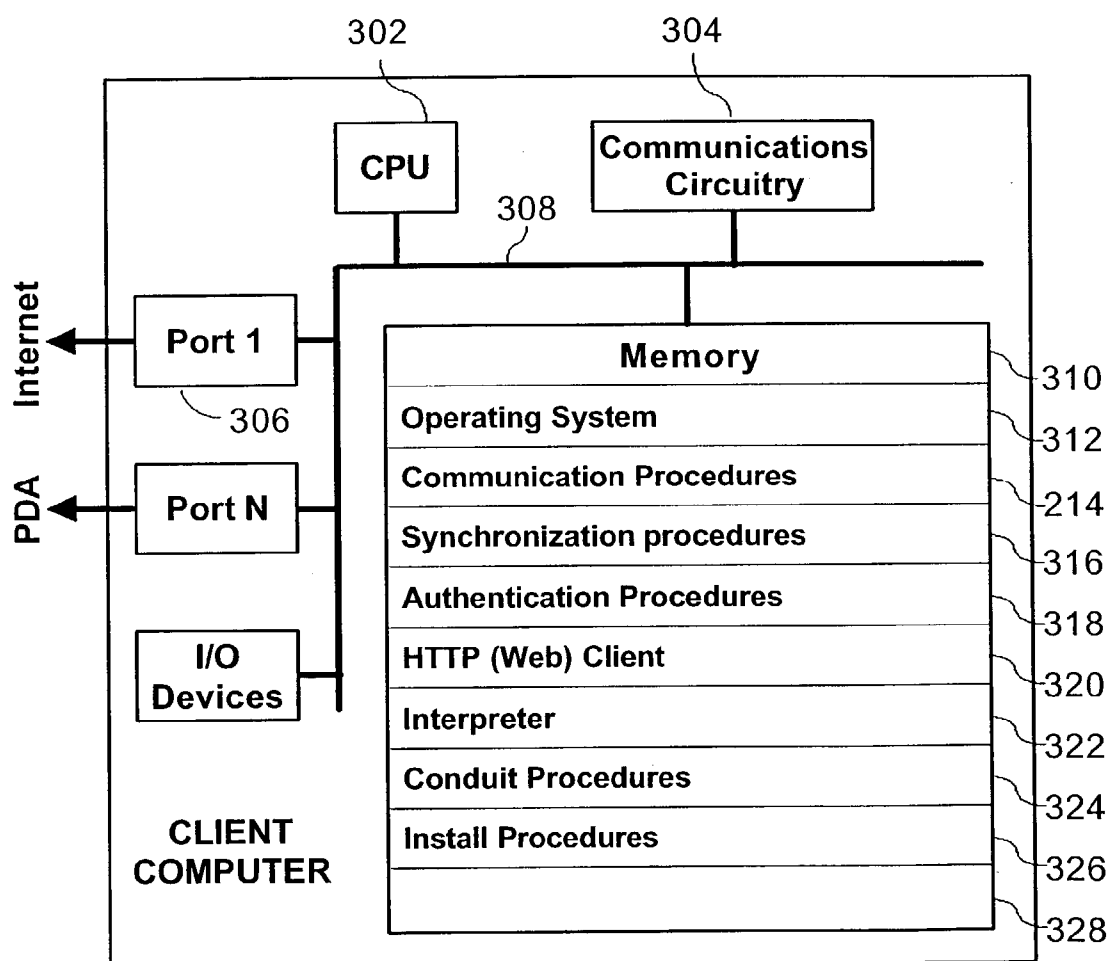 302
304
CPU
Communications
Circuitry
308
Internet
Port 1
306
PDA
Port N
I/O
Devices
CLIENT
COMPUTER
Memory
310
Operating System
312
Communication Procedures
214
Synchronization procedures
316
Authentication Procedures
318
HTTP (Web) Client
320
Interpreter
322
Conduit Procedures
324
Install Procedures
326
328